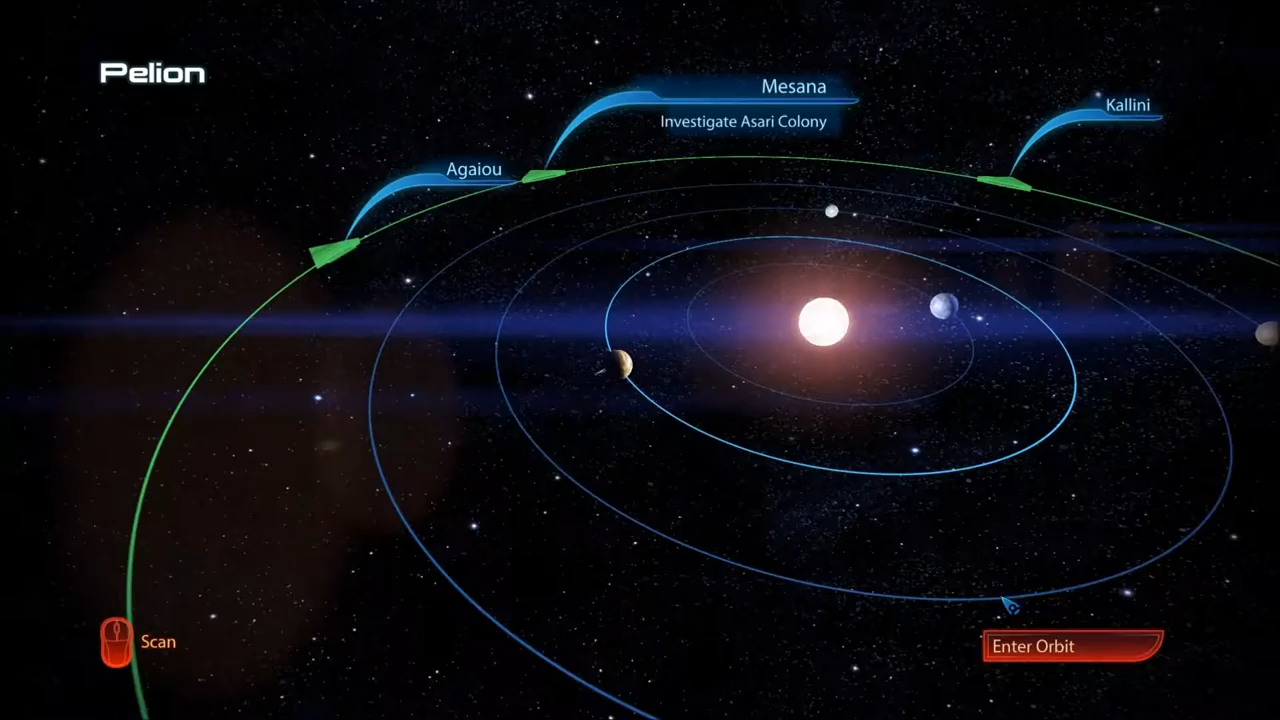 Pelion
Mesana
Investigate Asari Colony
Kallini
Agaiou
Scan
Enter Orbit